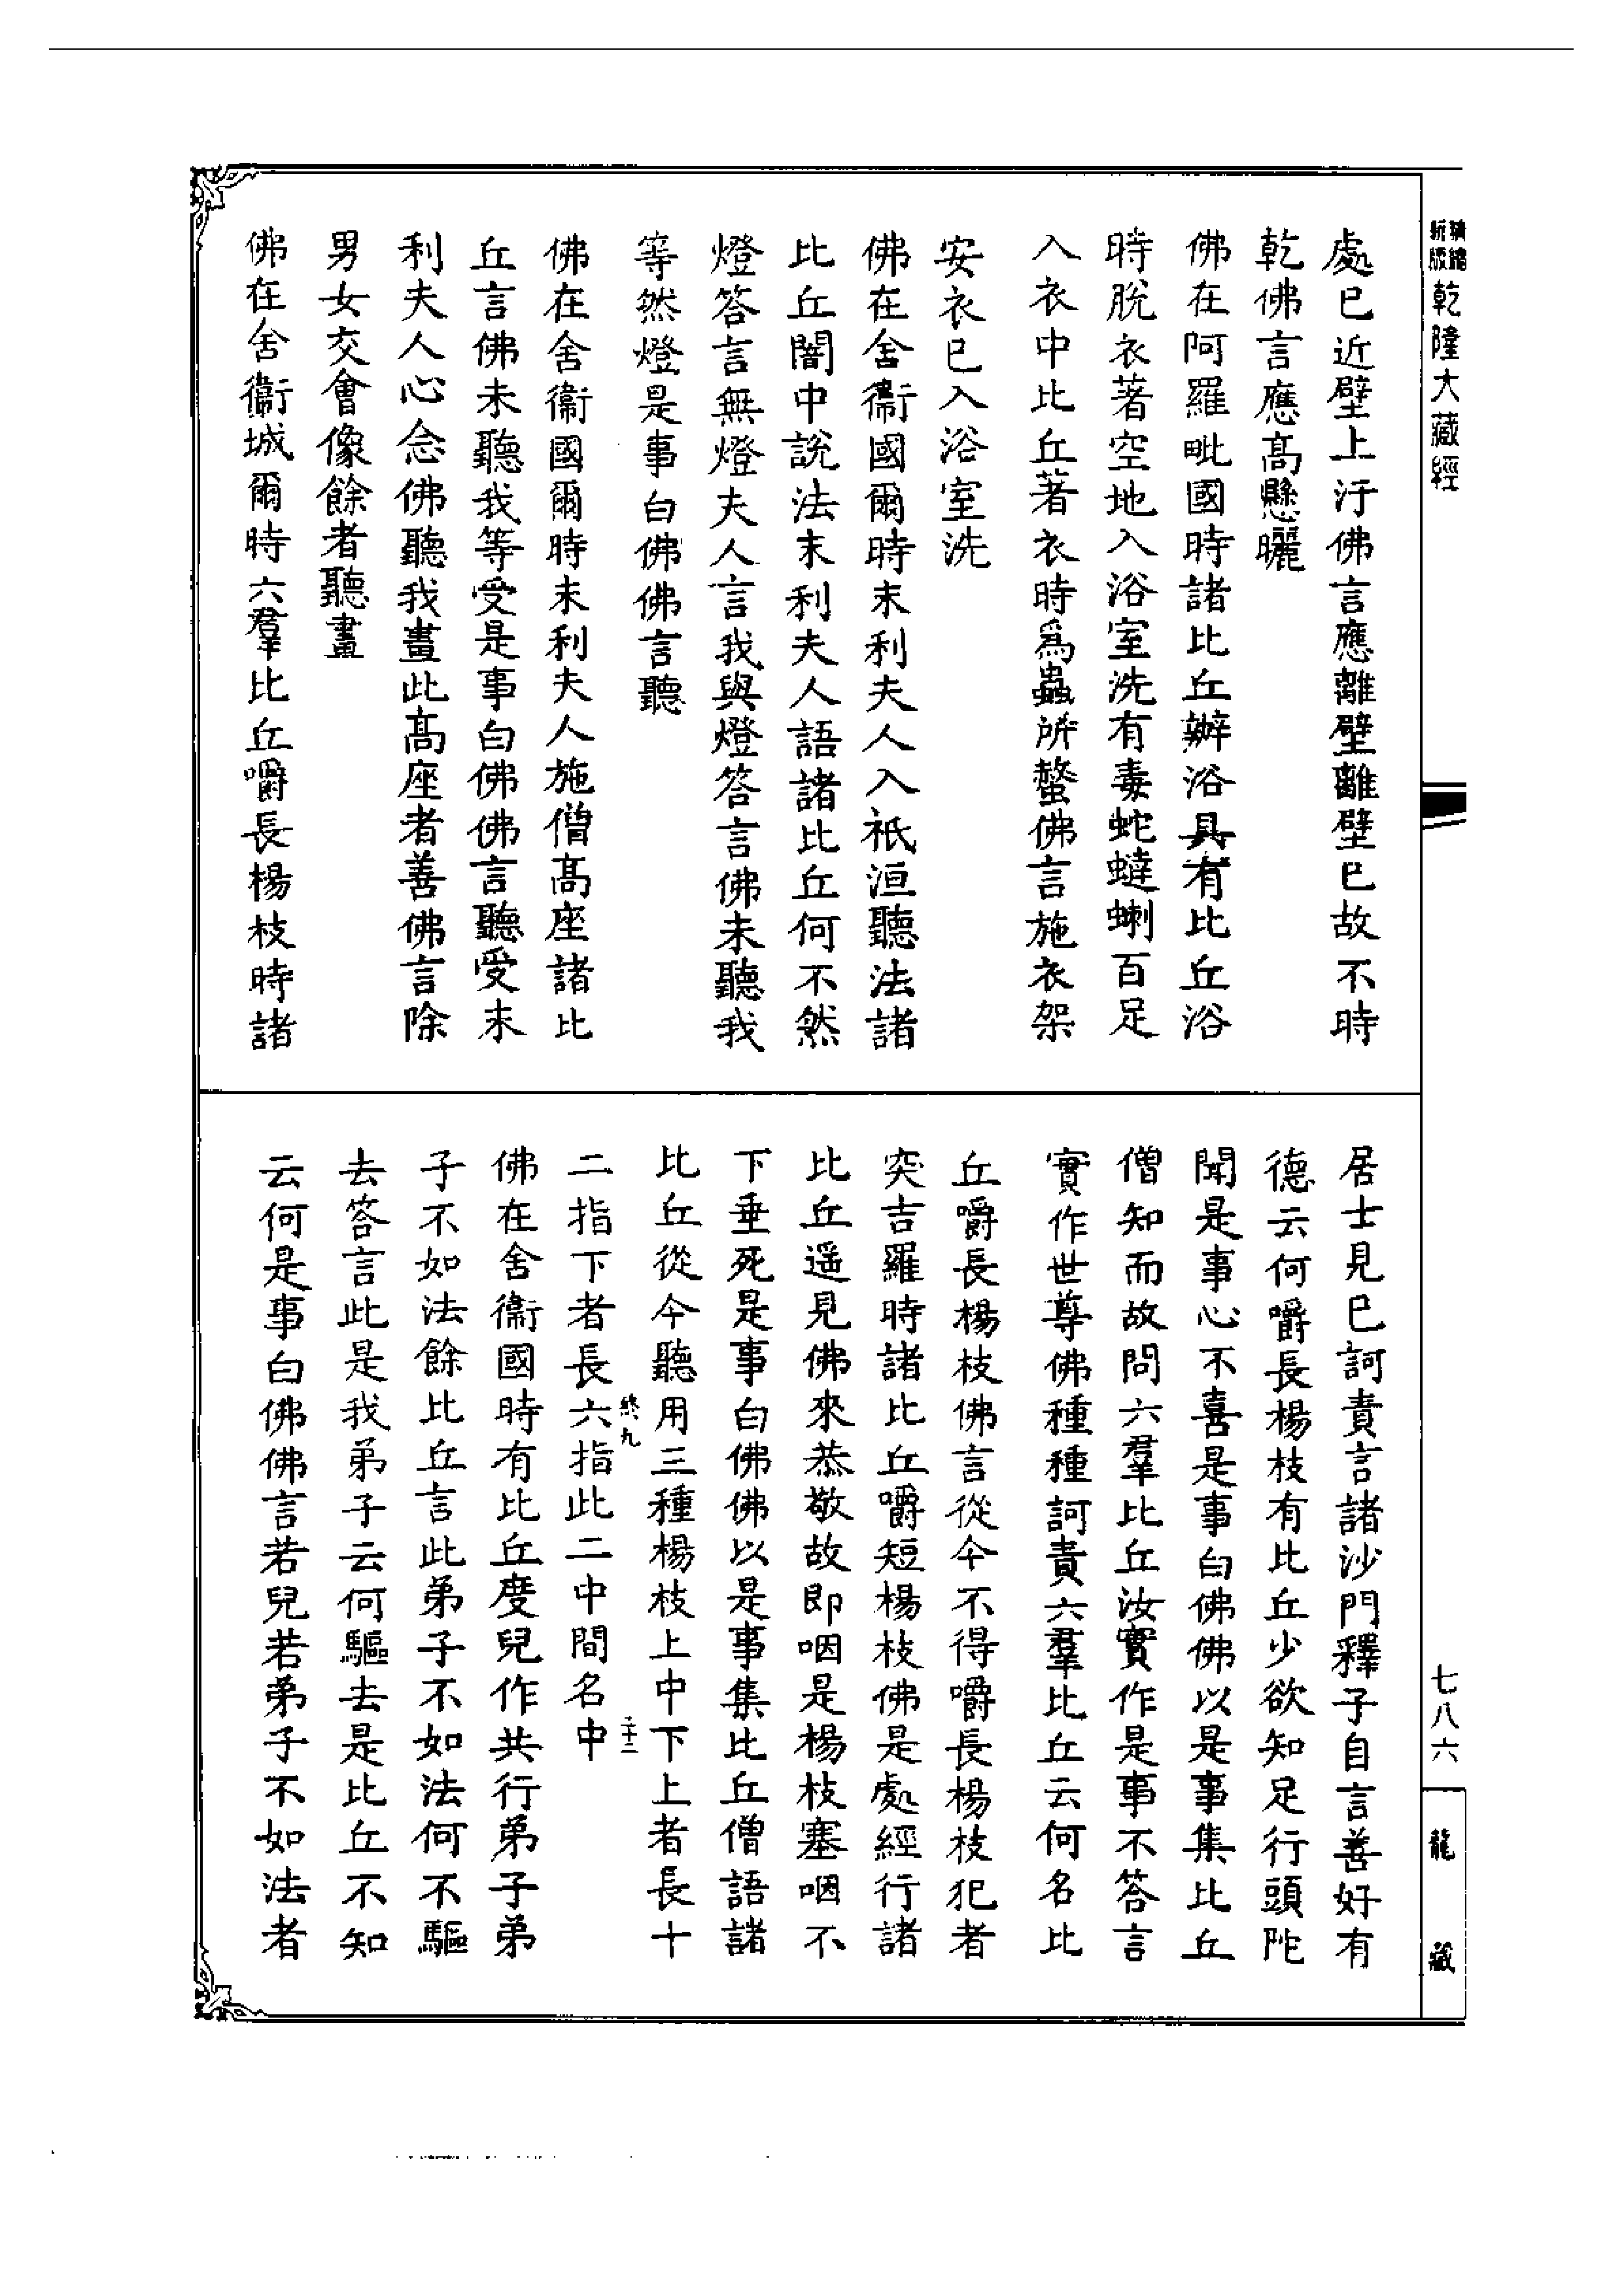 精縮新版乾隆大藏經
處已近壁上汙佛言應離壁離壁已故不時
乾佛言應高懸曬
佛在阿羅毗國時諸比丘辦浴具有比丘浴
時脫衣著空地入浴室洗有毒蛇蝰蝲百足
入衣中比丘著衣時爲蟲所螫佛言施衣架
安衣已入浴室洗
佛在舍衞國爾時末利夫人入祇洹聽法諸
比丘闇中說法末利夫人語諸比丘何不然
燈答言無燈夫人言我與燈答言佛未聽我
等然燈是事白佛佛言聽
佛在舍衞國爾時末利夫人施僧高座諸比
丘言佛未聽我等受是事白佛佛言聽受末
利夫人心念佛聽我畫此高座者善佛言除
男女交會像餘者聽畫
佛在舍衞城爾時六羣比丘嚼長楊枝時諸
居士見已訶責言諸沙門釋子自言善好有
德云何嚼長楊枝有比丘少欲知足行頭陀
聞是事心不喜是事白佛佛以是事集比丘
僧知而故問六羣比丘汝實作是事不答言
實作世尊佛種種訶責六羣比丘云何名比
丘嚼長楊枝佛言從今不得嚼長楊枝犯者
突吉羅時諸比丘嚼短楊枝佛是處經行諸
比丘遥見佛來恭敬故即咽是楊枝塞咽不
下垂死是事白佛佛以是事集比丘僧語諸
比丘從今聽用三種楊枝上中下上者長十
二指下者長六指此二中間名中
佛在舍衞國時有比丘度兒作共行弟子弟
子不如法餘比丘言此弟子不如法何不驅
去答言此是我弟子云何驅去是比丘不知
云何是事白佛佛言若兒若弟子不如法者
七八六
龍藏